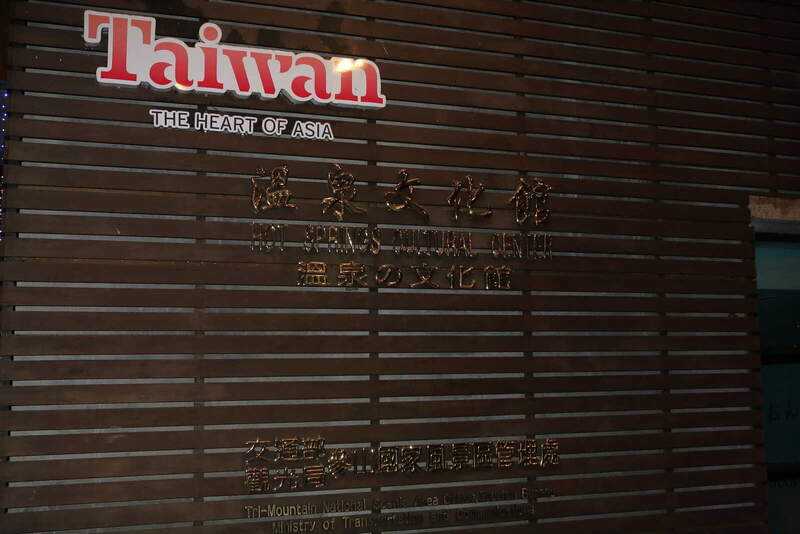 Taiwan
THE HEART OF ASIA
溫泉文化館
HOT SPRINGS CULTURAL CENTER
溫泉の文化館
交通部
觀光局參山國家風景區管理處
Tri-Mountain National Scenic Area
Ministry of Transportation and Communications